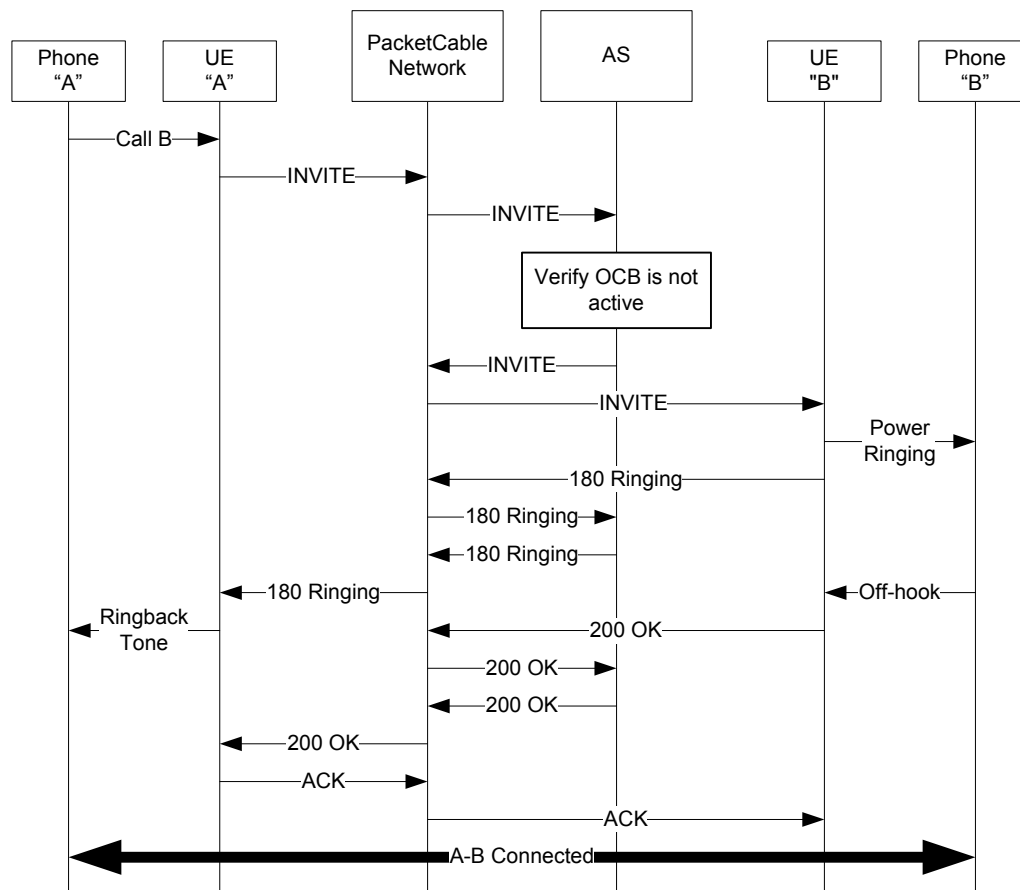 Phone
“A”
UE
“A”
PacketCable
Network
AS
UE
"B"
Phone
“B”
Call B
INVITE
INVITE
Verify OCB is not
active
INVITE
INVITE
Power
Ringing
180 Ringing
180 Ringing
180 Ringing
180 Ringing
Off-hook
Ringback
Tone
200 OK
200 OK
200 OK
200 OK
ACK
ACK
A-B Connected